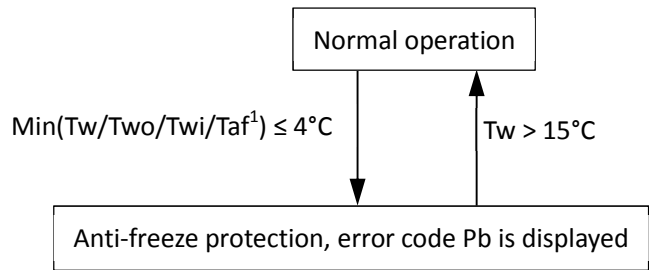 Normal operation
Min(Tw/Two/Twi/Taf¹) ≤ 4°C
Tw > 15°C
Anti-freeze protection, error code Pb is displayed